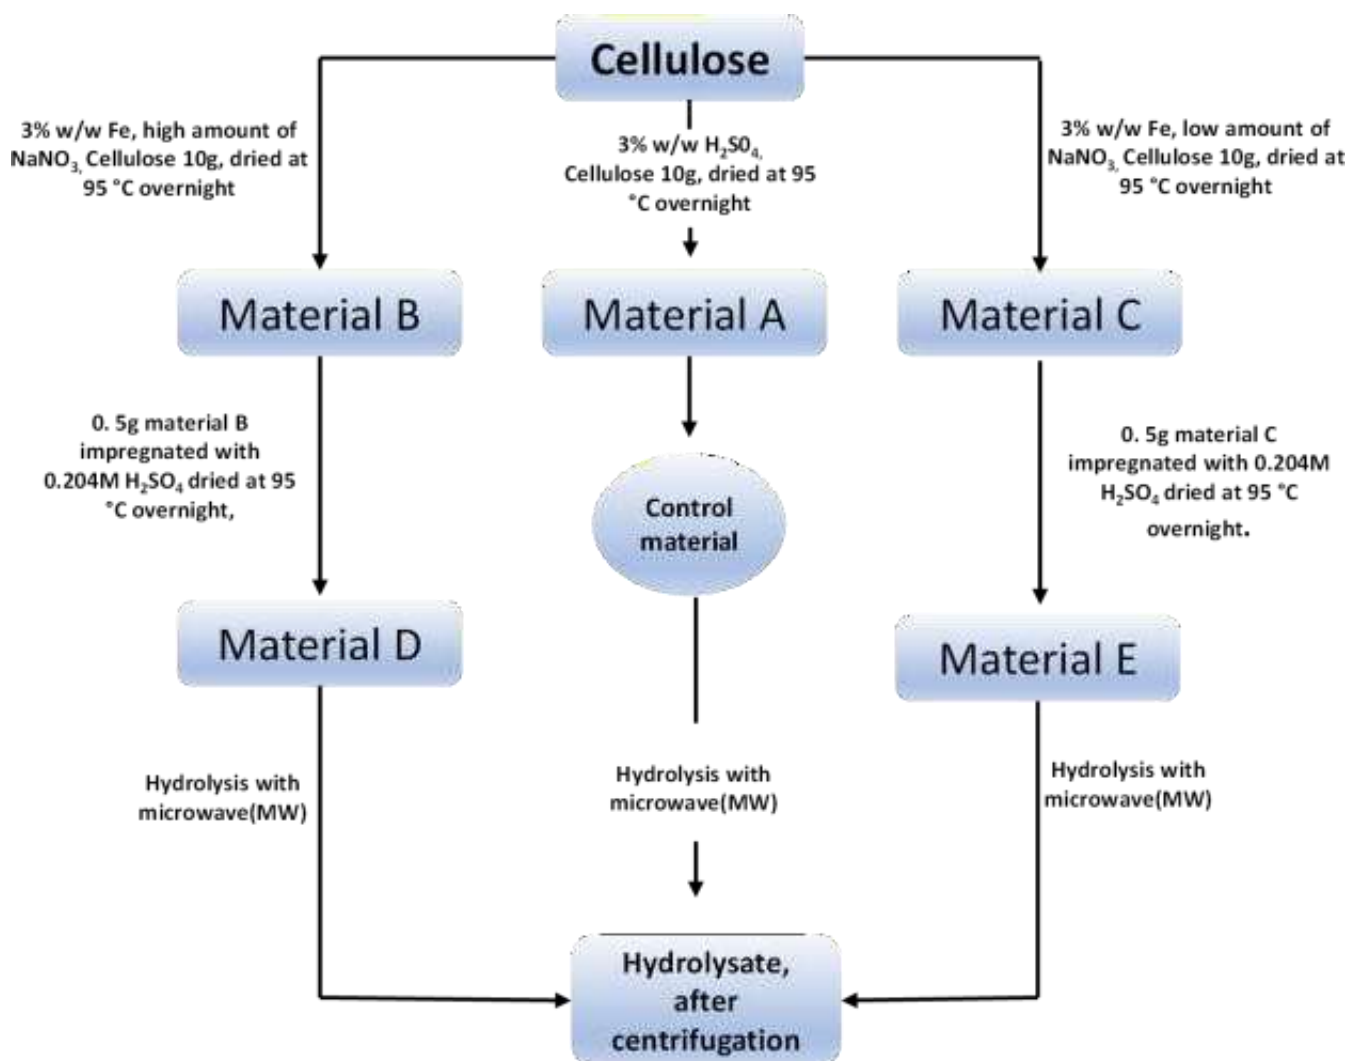 Cellulose
3% w/w Fe, high amount of
NaNO3, Cellulose 10g, dried at
95 °C overnight
3% w/w H2S04,
Cellulose 10g, dried at 95
°C overnight
3% w/w Fe, low amount of
NaNO3, Cellulose 10g, dried at
95 °C overnight
Material B
Material A
Material C
0. 5g material B
impregnated with
0.204M H2SO4 dried at 95
°C overnight,
Control
material
0. 5g material C
impregnated with 0.204M
H2SO4 dried at 95 °C
overnight.
Material D
Material E
Hydrolysis with
microwave(MW)
Hydrolysis with
microwave(MW)
Hydrolysis with
microwave(MW)
Hydrolysate,
after
centrifugation